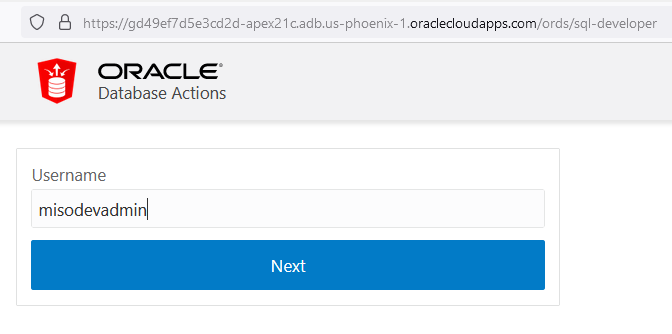 https://gd49ef7d5e3cd2d-apex21c.adb.us-phoenix-1.oraclecloudapps.com/ords/sql-developer
ORACLE®
Database Actions
Username
misodevadmin
Next